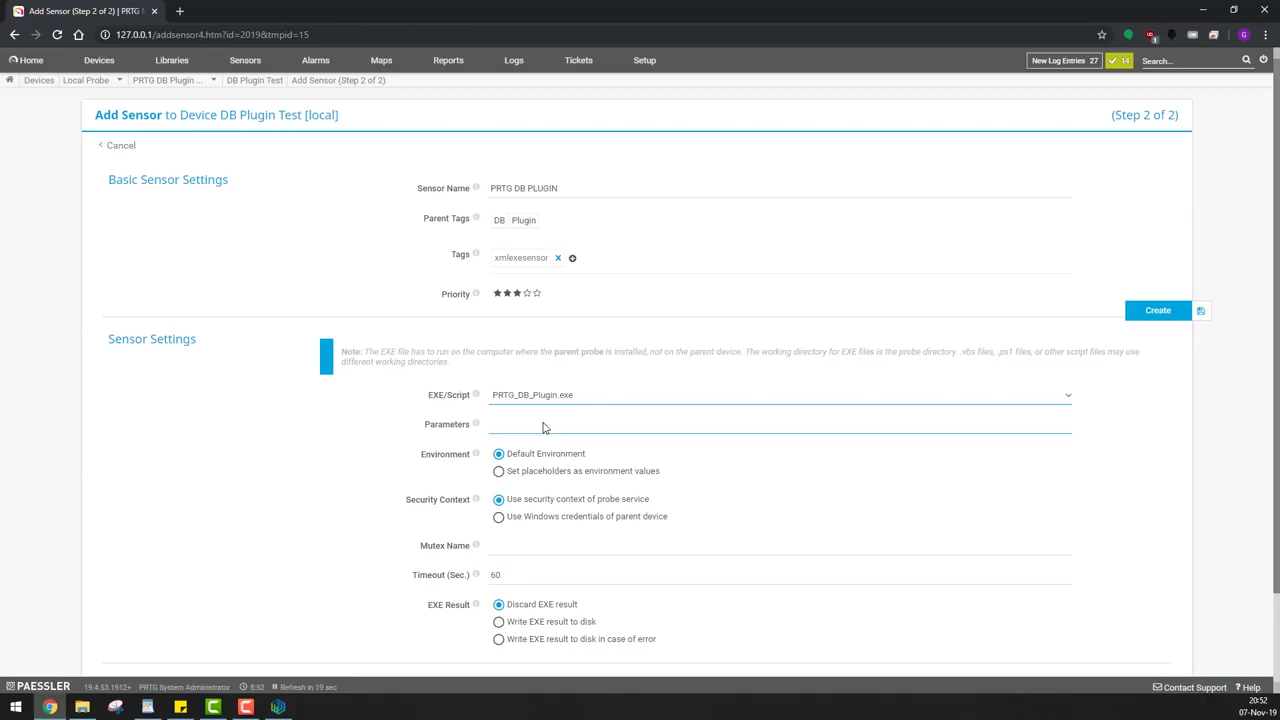 Add Sensor (Step 2 of 2) | PRTG
127.0.0.1/addsensor4.htm?id=2019&tmpid=15
G
1
Home Devices Libraries Sensors Alarms Maps Reports Logs Tickets Setup
New Log Entries 27 14 Search...
Devices Local Probe PRTG DB Plugin ... DB Plugin Test Add Sensor (Step 2 of 2)
Add Sensor to Device DB Plugin Test [local] (Step 2 of 2)
Cancel
Basic Sensor Settings
Sensor Name PRTG DB PLUGIN
Parent Tags DB Plugin
Tags xmlexesensor x
Priority
Create
Sensor Settings
Note: The EXE file has to run on the computer where the parent probe is installed, not on the parent device. The working directory for EXE files is the probe directory. .vbs files, .ps1 files, or other script files may use
different working directories.
EXE/Script PRTG_DB_Plugin.exe
Parameters
Environment Default Environment
Set placeholders as environment values
Security Context Use security context of probe service
Use Windows credentials of parent device
Mutex Name
Timeout (Sec.) 60
EXE Result Discard EXE result
Write EXE result to disk
Write EXE result to disk in case of error
PAESSLER 19.4.53.1912+ PRTG System Administrator 8:52 Refresh in 19 sec Contact Support ? Help
20:52
07-Nov-19